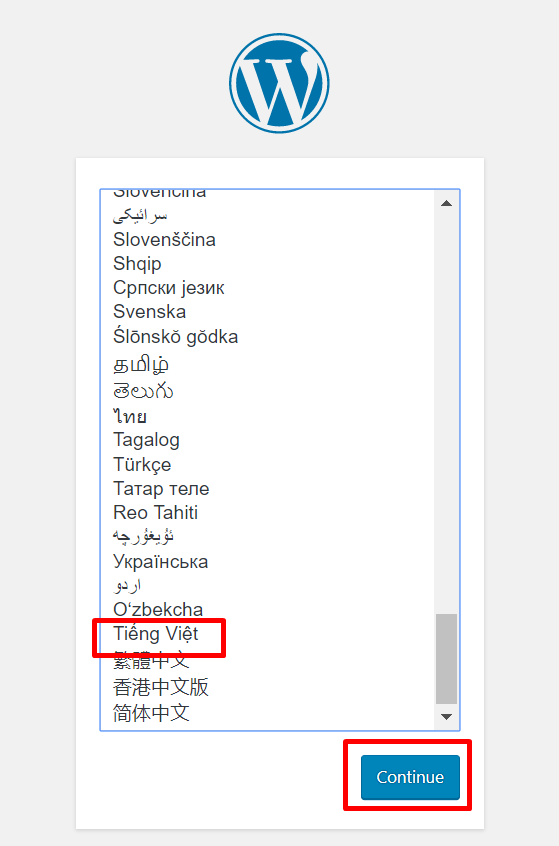 Slovenčina
سرائیکی
Slovenščina
Shqip
Српски језик
Svenska
Ślōnskŏ gŏdka
தமிழ்
తెలుగు
ไทย
Tagalog
Türkçe
Татар теле
Reo Tahiti
ئۇيغۇرچە
Українська
اردو
O‘zbekcha
Tiếng Việt
繁體中文
香港中文版
简体中文
Continue